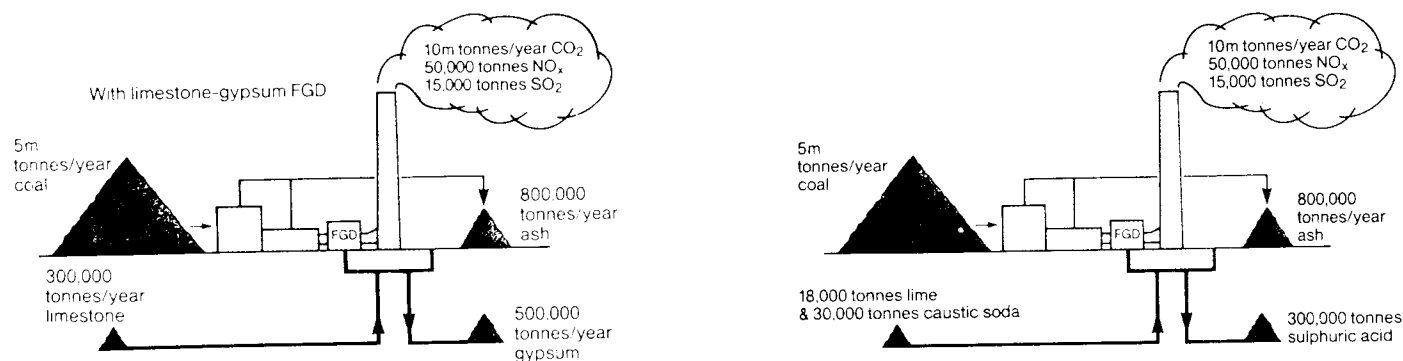 With limestone-gypsum FGD
10m tonnes/year CO₂
50,000 tonnes NOₓ
15,000 tonnes SO₂
5m
tonnes/year
coal
FGD
800,000
tonnes/year
ash
300,000
tonnes/year
limestone
500,000
tonnes/year
gypsum
10m tonnes/year CO₂
50,000 tonnes NOₓ
15,000 tonnes SO₂
5m
tonnes/year
coal
FGD
800,000
tonnes/year
ash
18,000 tonnes lime
& 30,000 tonnes caustic soda
300,000 tonnes
sulphuric acid